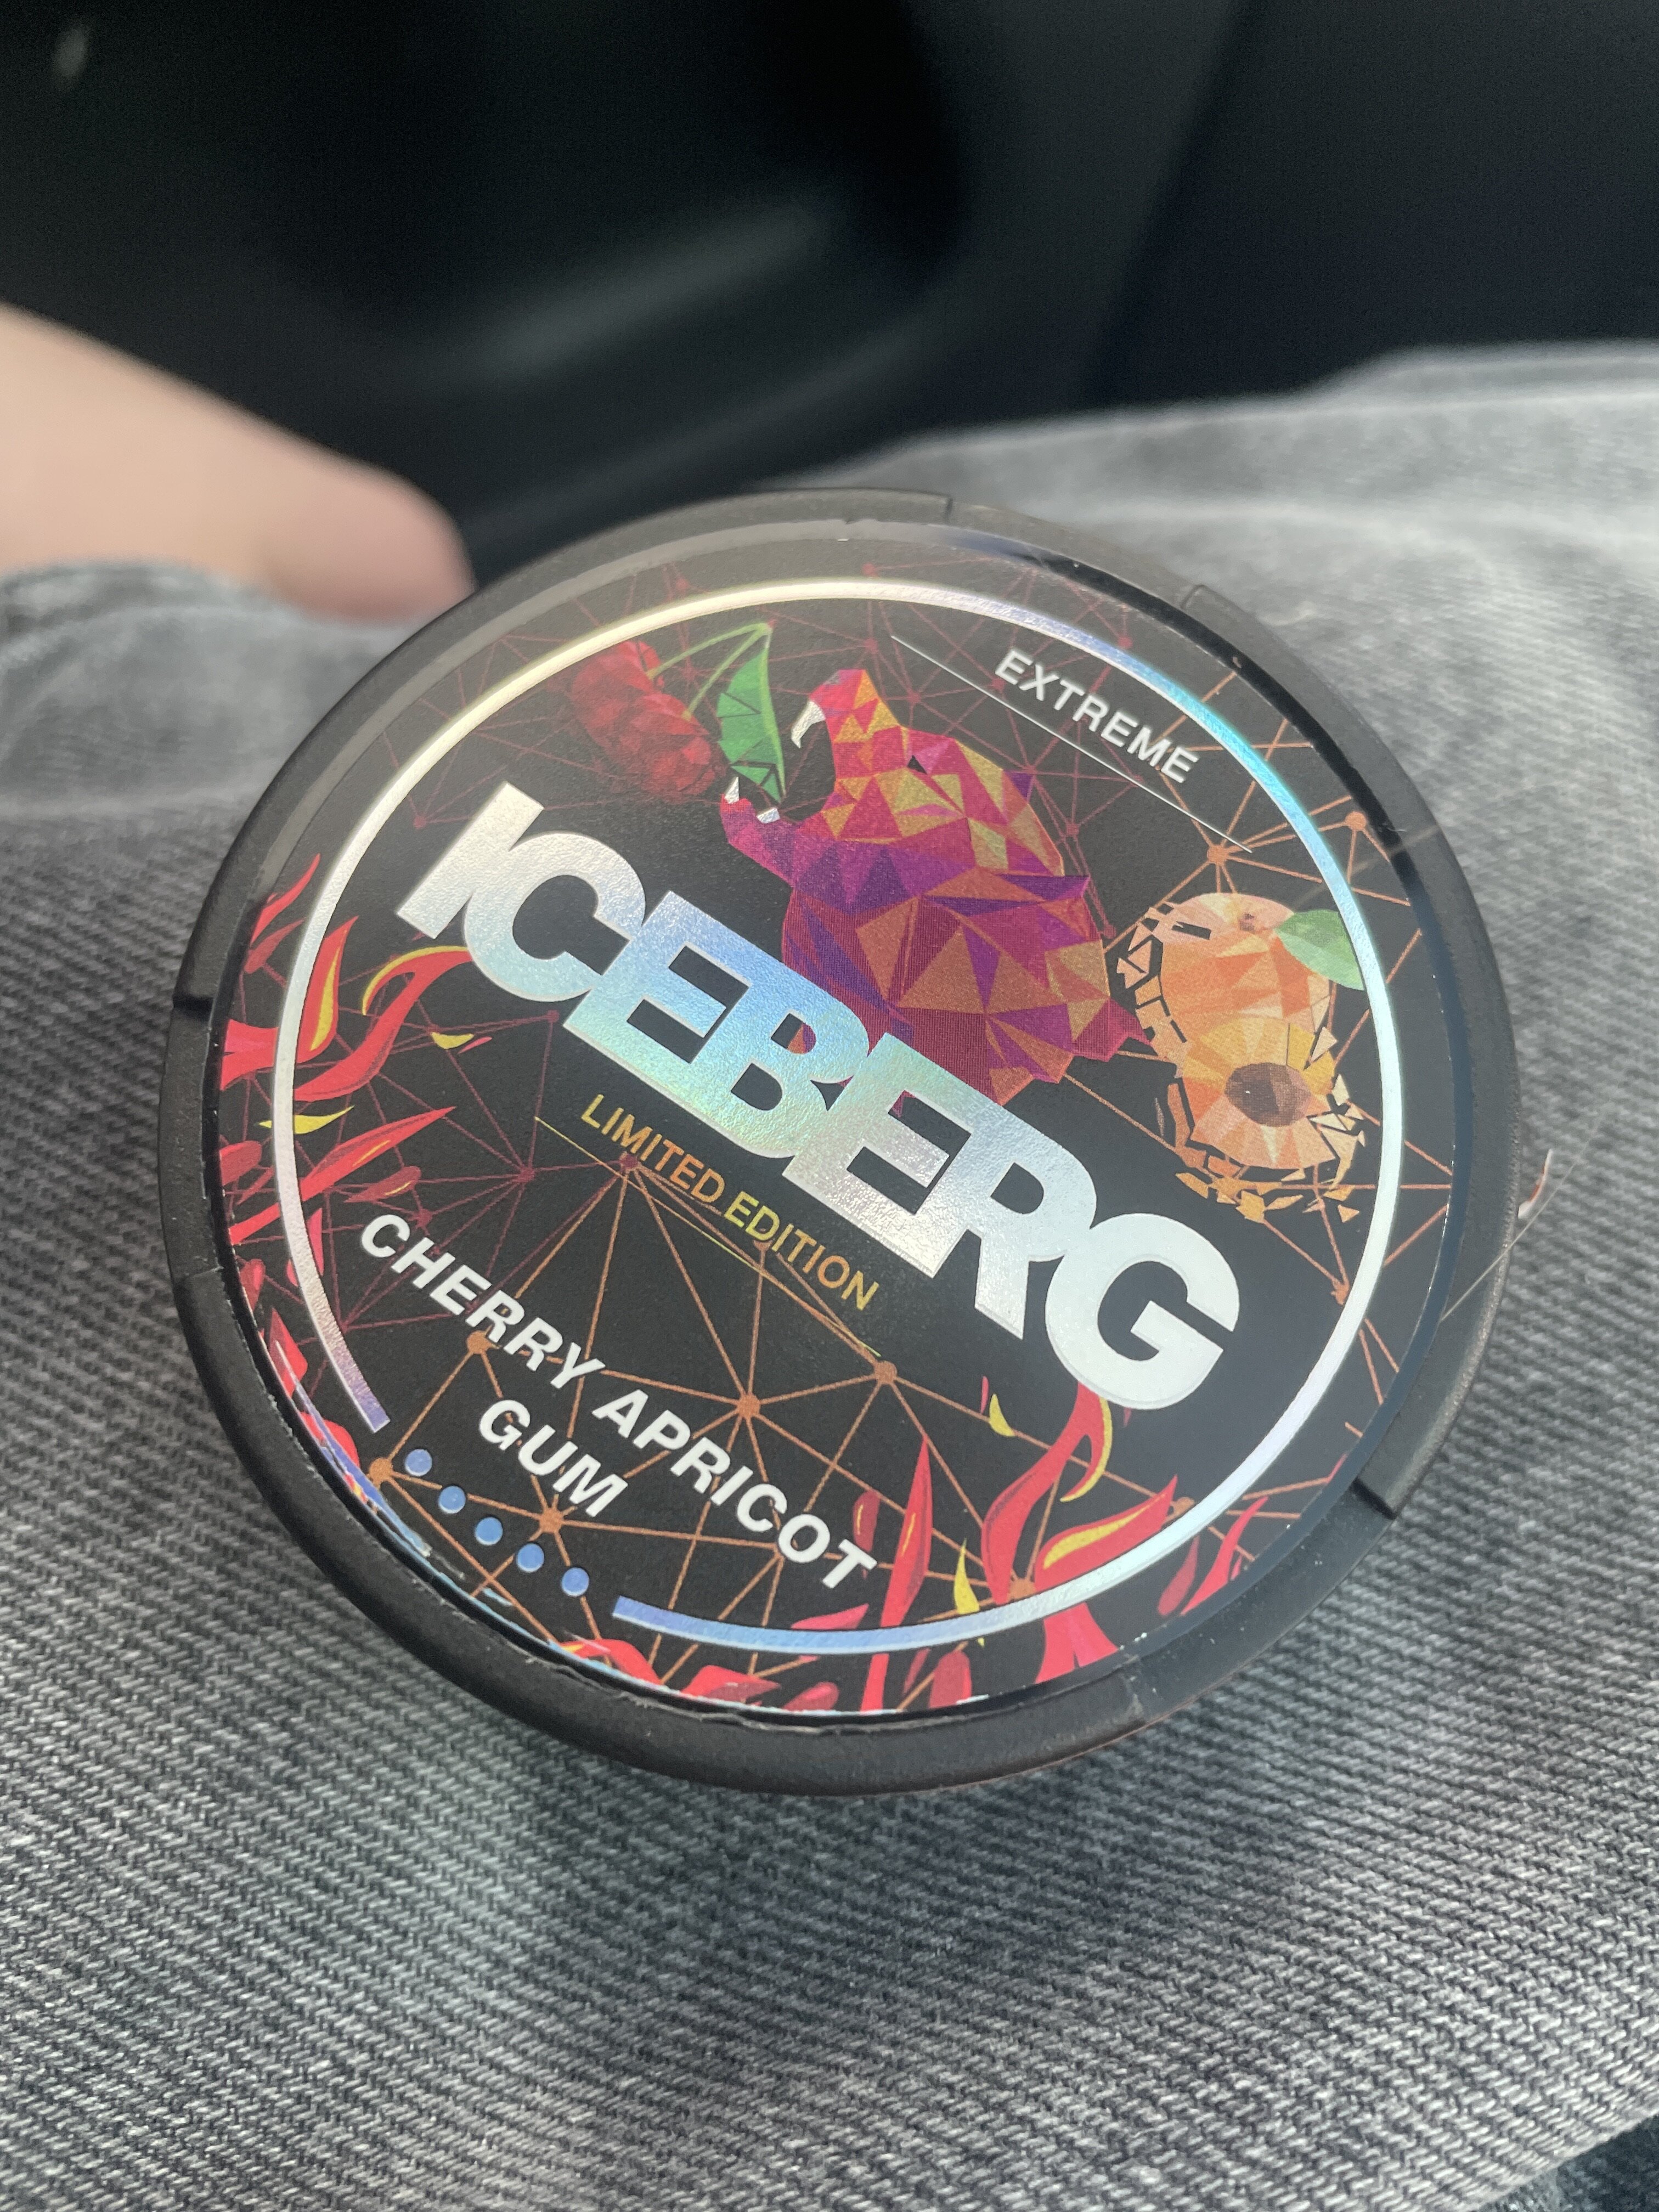 EXTREME
ICEBERG
LIMITED EDITION
CHERRY APRICOT
GUM